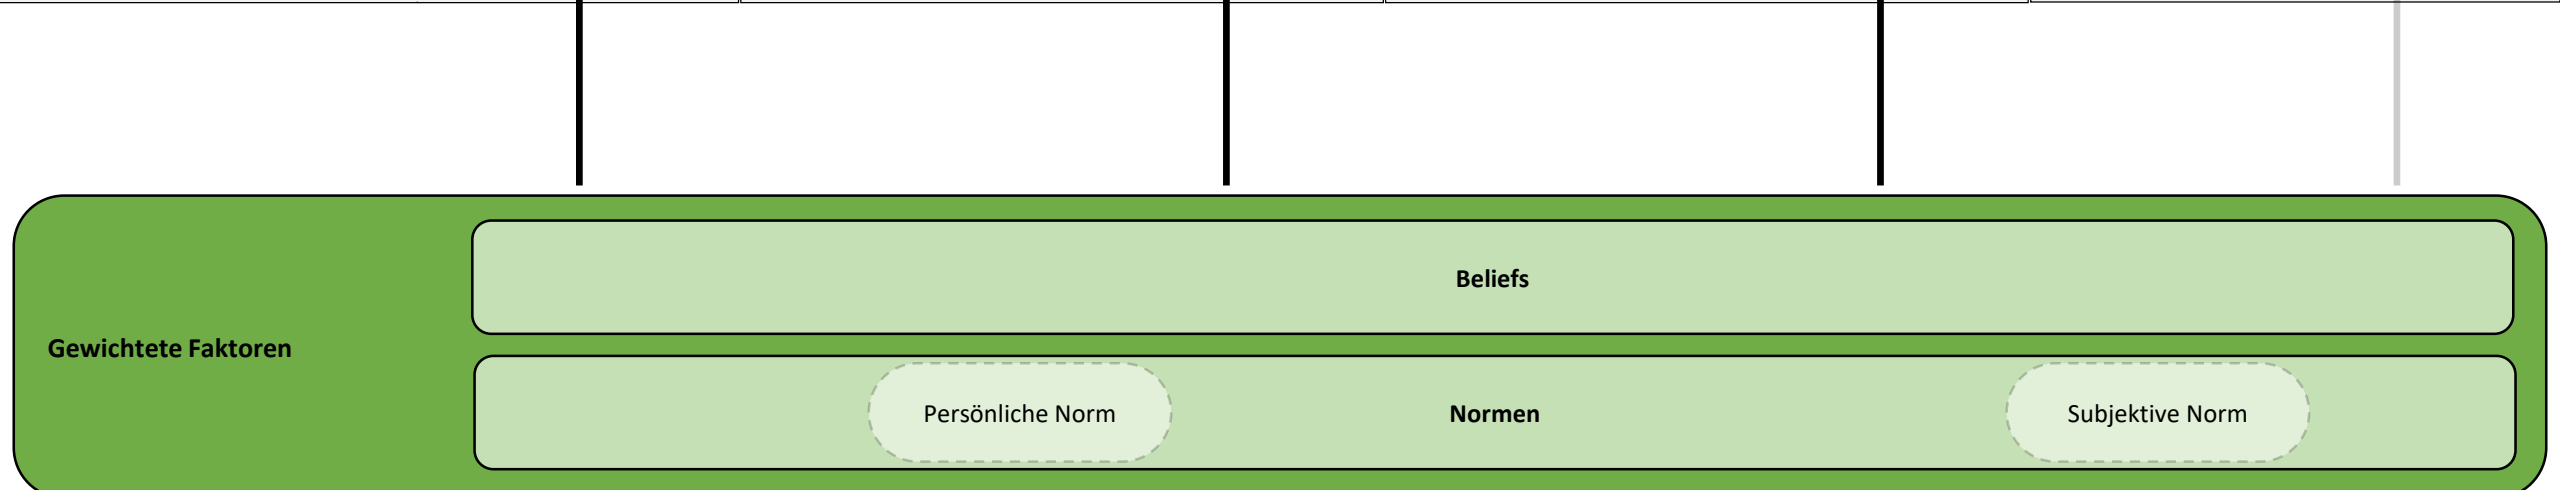 Beliefs
Gewichtete Faktoren
Persönliche Norm
Normen
Subjektive Norm